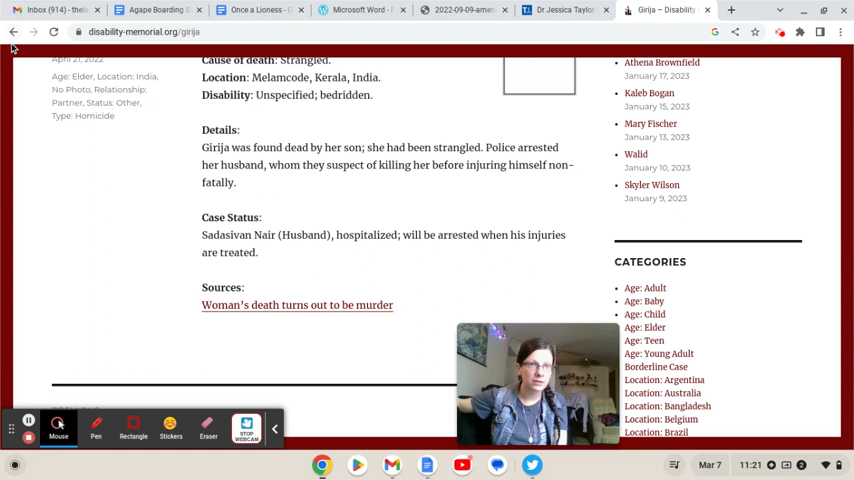 Inbox (914) - thela
Agape Boarding S
Once a Lioness - G
Microsoft Word - F
2022-09-09-amen
Dr Jessica Taylor
Girija – Disability
disability-memorial.org/girija
April 21, 2022
Age: Elder, Location: India,
No Photo, Relationship:
Partner, Status: Other,
Type: Homicide
Cause of death: Strangled.
Location: Melamcode, Kerala, India.
Disability: Unspecified; bedridden.
Details:
Girija was found dead by her son; she had been strangled. Police arrested
her husband, whom they suspect of killing her before injuring himself non-
fatally.
Case Status:
Sadasivan Nair (Husband), hospitalized; will be arrested when his injuries
are treated.
Sources:
Woman's death turns out to be murder
Athena Brownfield
January 17, 2023
Kaleb Bogan
January 15, 2023
Mary Fischer
January 13, 2023
Walid
January 10, 2023
Skyler Wilson
January 9, 2023
CATEGORIES
Age: Adult
Age: Baby
Age: Child
Age: Elder
Age: Teen
Age: Young Adult
Borderline Case
Location: Argentina
Location: Australia
Location: Bangladesh
Location: Belgium
Location: Brazil
Mouse
Pen
Rectangle
Stickers
Eraser
STOP
WEBCAM
Mar 7
11:21
2